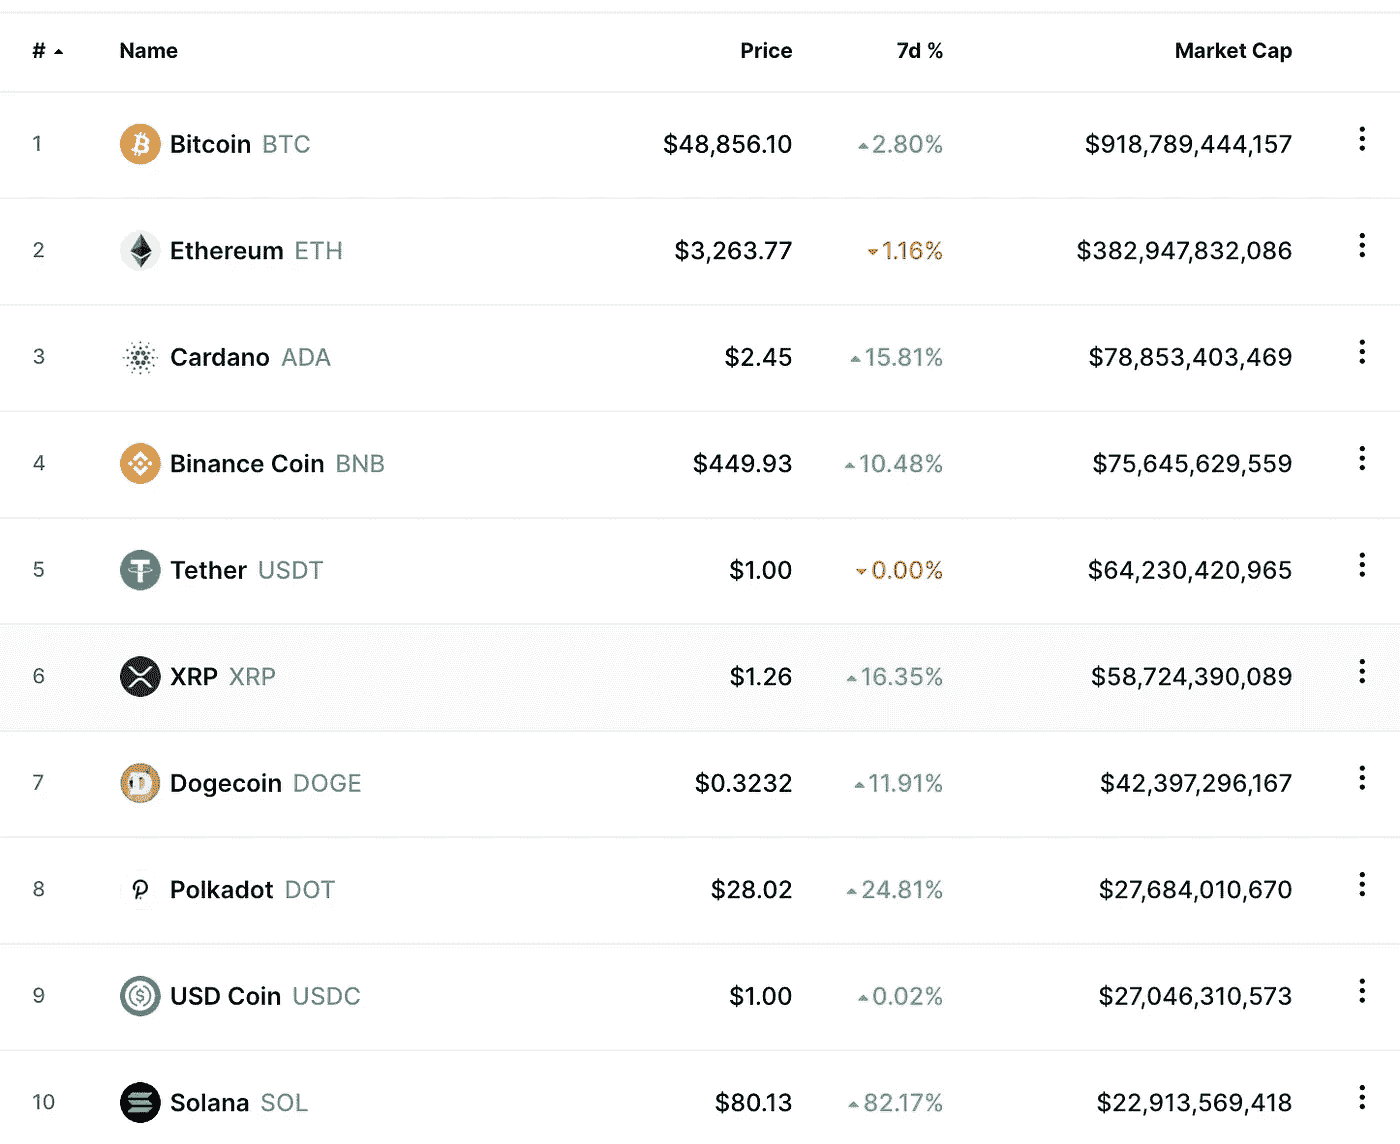 # Name Price 7d % Market Cap
1 Bitcoin BTC $48,856.10 2.80% $918,789,444,157
2 Ethereum ETH $3,263.77 1.16% $382,947,832,086
3 Cardano ADA $2.45 15.81% $78,853,403,469
4 Binance Coin BNB $449.93 10.48% $75,645,629,559
5 Tether USDT $1.00 0.00% $64,230,420,965
6 XRP XRP $1.26 16.35% $58,724,390,089
7 Dogecoin DOGE $0.3232 11.91% $42,397,296,167
8 Polkadot DOT $28.02 24.81% $27,684,010,670
9 USD Coin USDC $1.00 0.02% $27,046,310,573
10 Solana SOL $80.13 82.17% $22,913,569,418